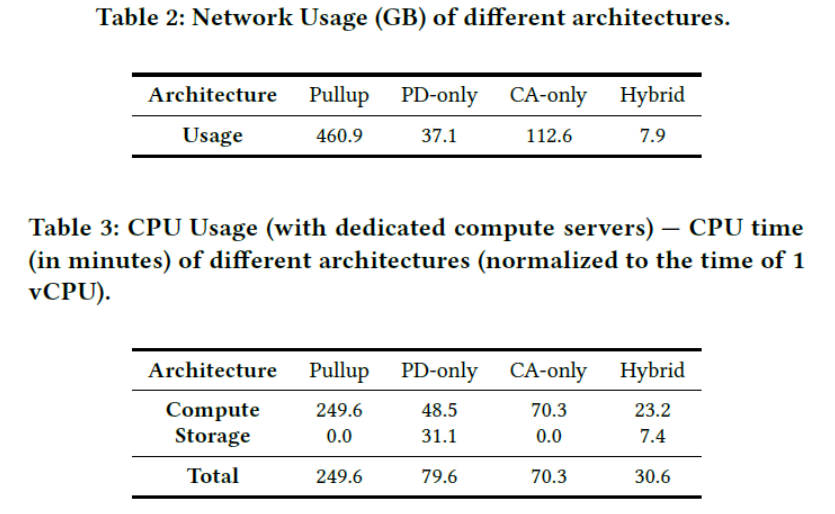 Table 2: Network Usage (GB) of different architectures.
Architecture Pullup PD-only CA-only Hybrid
Usage 460.9 37.1 112.6 7.9
Table 3: CPU Usage (with dedicated compute servers) — CPU time
(in minutes) of different architectures (normalized to the time of 1
vCPU).
Architecture Pullup PD-only CA-only Hybrid
Compute 249.6 48.5 70.3 23.2
Storage 0.0 31.1 0.0 7.4
Total 249.6 79.6 70.3 30.6